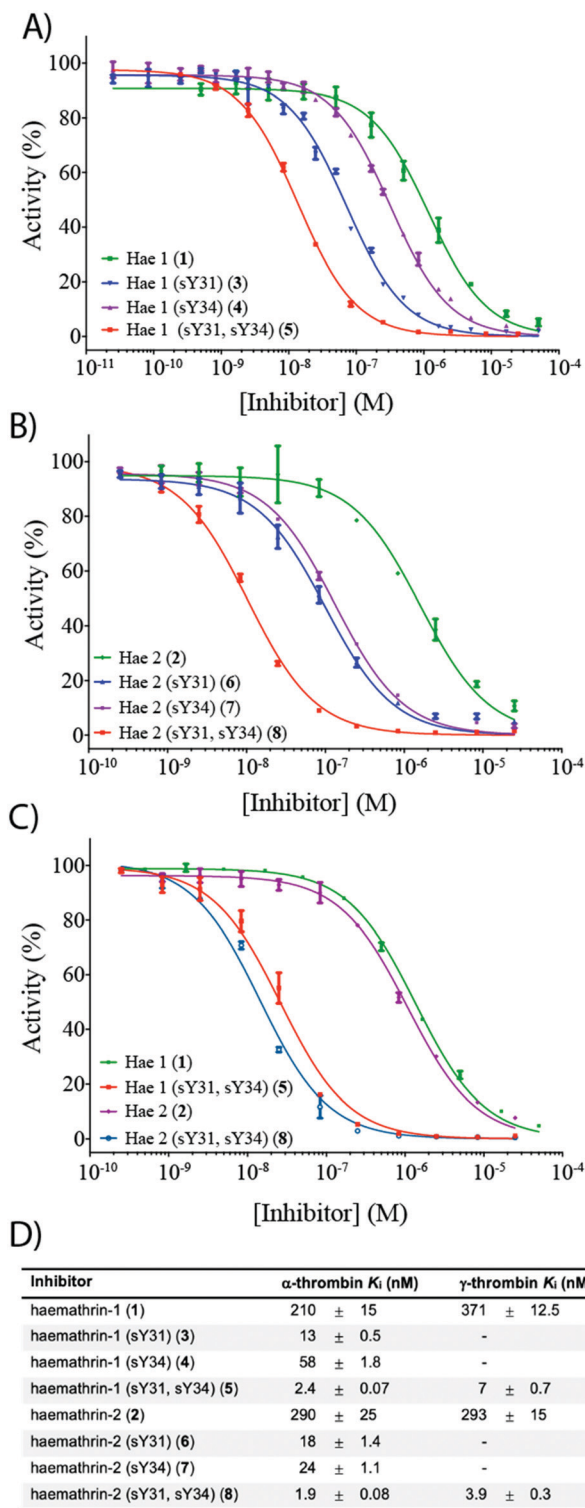 A)
100
80
60
40
20
0
Activity (%)
Hae 1 (1)
Hae 1 (sY31) (3)
Hae 1 (sY34) (4)
Hae 1 (sY31, sY34) (5)
10-11 10-10 10-9 10-8 10-7 10-6 10-5 10-4
[Inhibitor] (M)
B)
100
80
60
40
20
0
Activity (%)
Hae 2 (2)
Hae 2 (sY31) (6)
Hae 2 (sY34) (7)
Hae 2 (sY31, sY34) (8)
10-10 10-9 10-8 10-7 10-6 10-5 10-4
[Inhibitor] (M)
C)
100
80
60
40
20
0
Activity (%)
Hae 1 (1)
Hae 1 (sY31, sY34) (5)
Hae 2 (2)
Hae 2 (sY31, sY34) (8)
10-10 10-9 10-8 10-7 10-6 10-5 10-4
[Inhibitor] (M)
D)
Inhibitor α-thrombin Ki (nM) γ-thrombin Ki (nM)
haemathrin-1 (1) 210 ± 15 371 ± 12.5
haemathrin-1 (sY31) (3) 13 ± 0.5 -
haemathrin-1 (sY34) (4) 58 ± 1.8 -
haemathrin-1 (sY31, sY34) (5) 2.4 ± 0.07 7 ± 0.7
haemathrin-2 (2) 290 ± 25 293 ± 15
haemathrin-2 (sY31) (6) 18 ± 1.4 -
haemathrin-2 (sY34) (7) 24 ± 1.1 -
haemathrin-2 (sY31, sY34) (8) 1.9 ± 0.08 3.9 ± 0.3